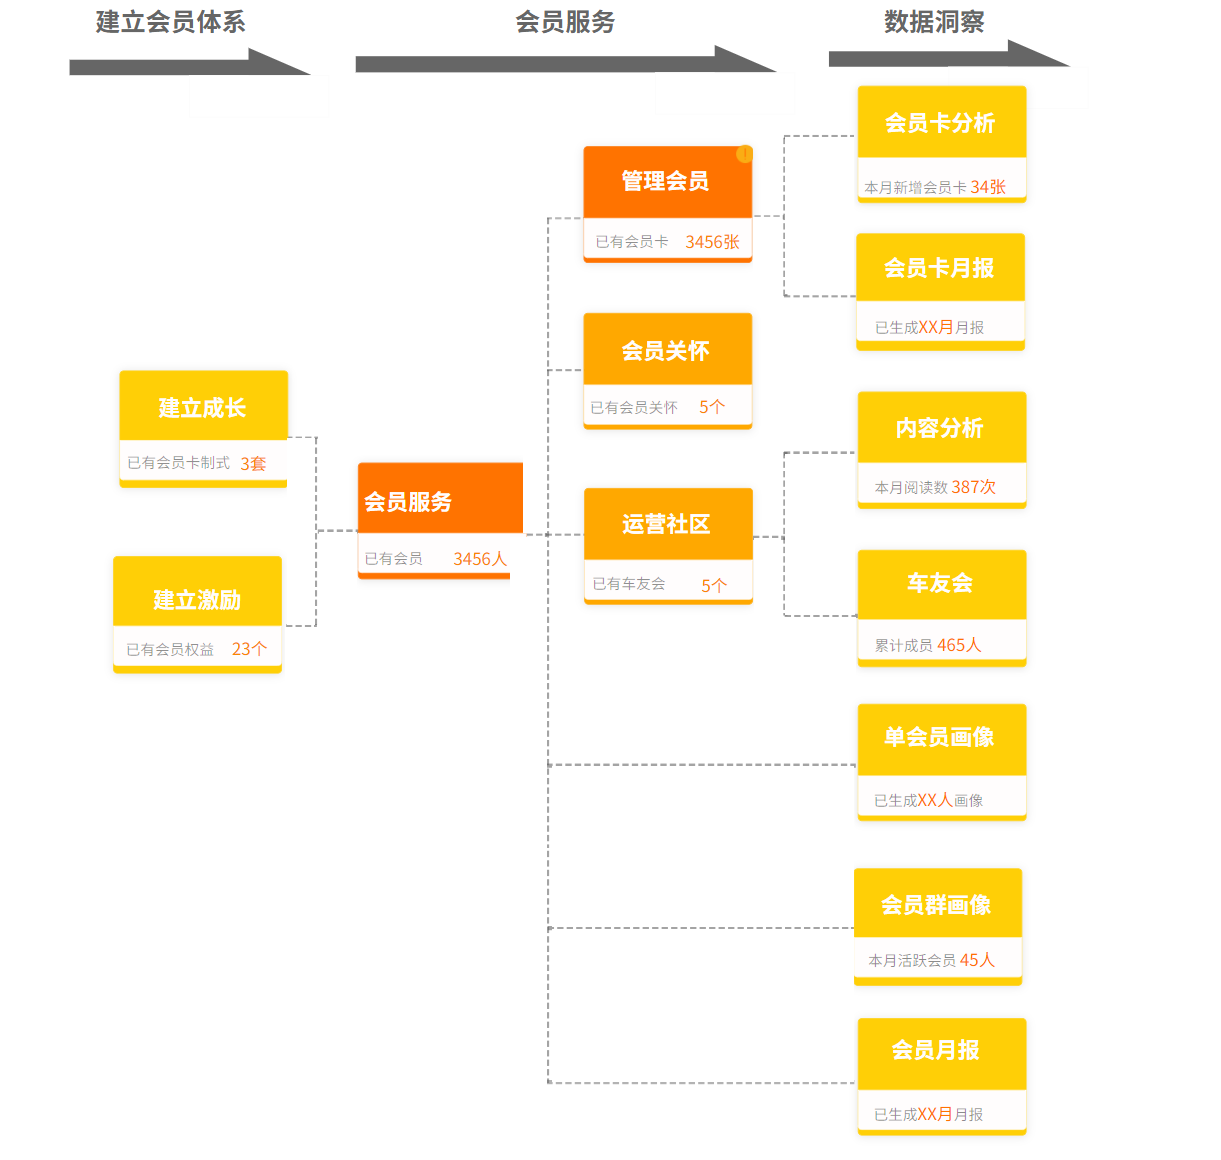 建立会员体系
会员服务
数据洞察
建立成长
已有会员卡制式 3套
建立激励
已有会员权益 23个
会员服务
已有会员 3456人
管理会员
已有会员卡 3456张
会员关怀
已有会员关怀 5个
运营社区
已有车友会 5个
会员卡分析
本月新增会员卡 34张
会员卡月报
已生成XX月月报
内容分析
本月阅读数 387次
车友会
累计成员 465人
单会员画像
已生成XX人画像
会员群画像
本月活跃会员 45人
会员月报
已生成XX月月报